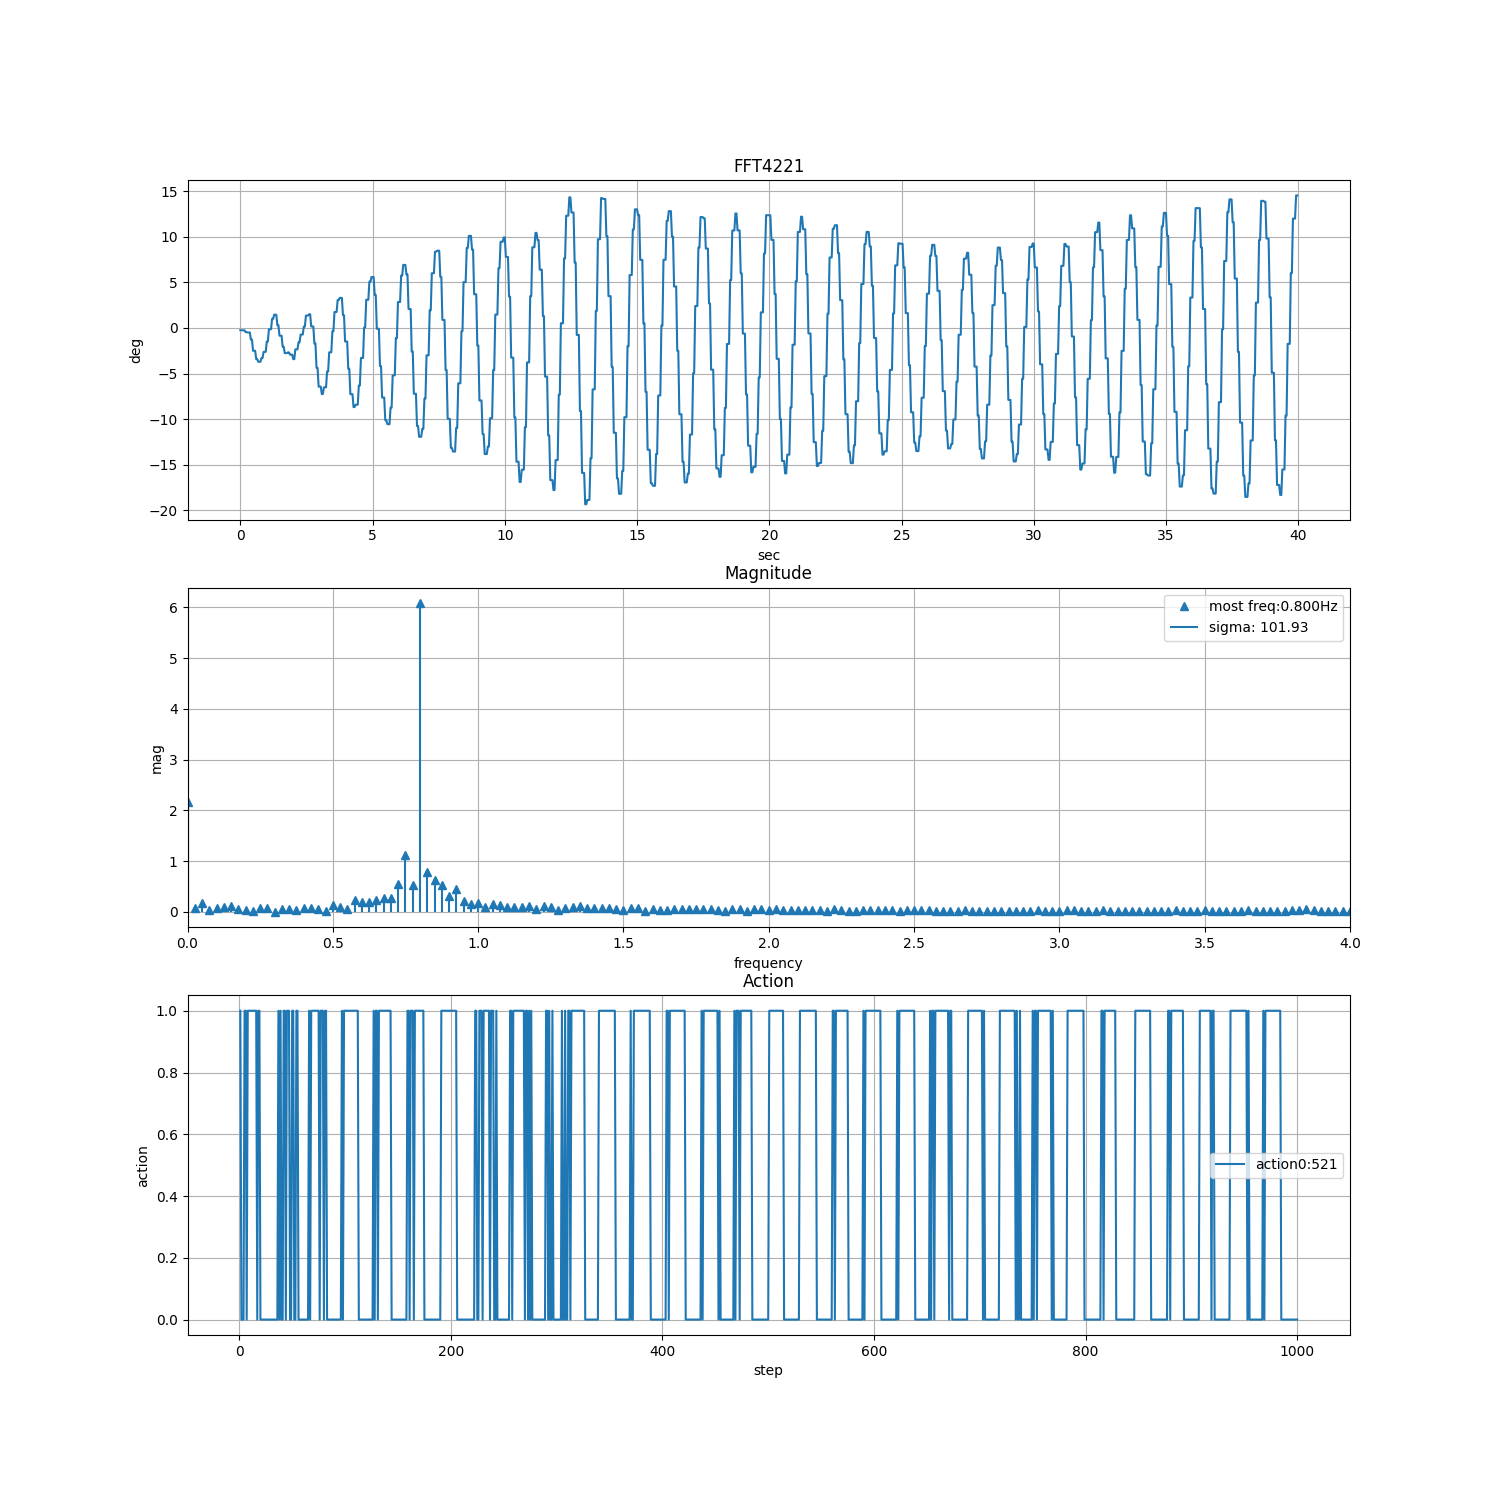 FFT4221
15
10
5
0
−5
−10
−15
−20
deg
0 5 10 15 20 25 30 35 40
sec
Magnitude
most freq:0.800Hz
sigma: 101.93
6
5
4
3
2
1
0
mag
0.0 0.5 1.0 1.5 2.0 2.5 3.0 3.5 4.0
frequency
Action
1.0
0.8
0.6
0.4
0.2
0.0
action
action0:521
0 200 400 600 800 1000
step